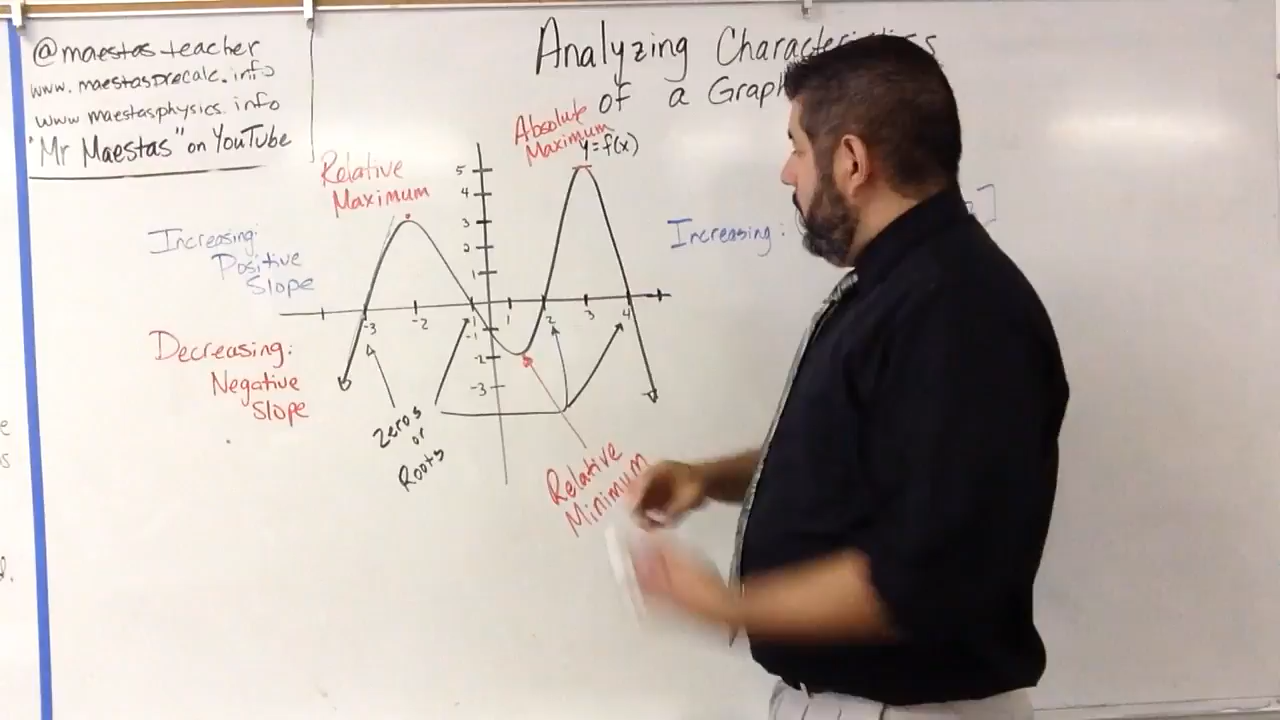 @maestas_teacher
www.maestasprecalc.info
www maestasphysics.info
"Mr Maestas" on YouTube
Analyzing
of a Graph
Absolute
Maximum
y=f(x)
Relative
Maximum
Increasing:
Positive
Slope
Decreasing:
Negative
Slope
5
4
3
2
1
-1
-2
-3
-3
-2
-1
1
2
3
4
Zeros
or
Roots
Relative
Minimum
Increasing:
]